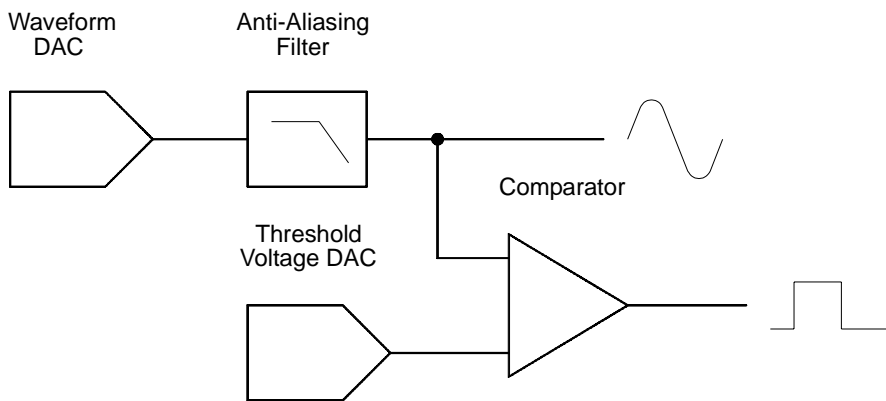 Waveform
DAC
Anti-Aliasing
Filter
Comparator
Threshold
Voltage DAC